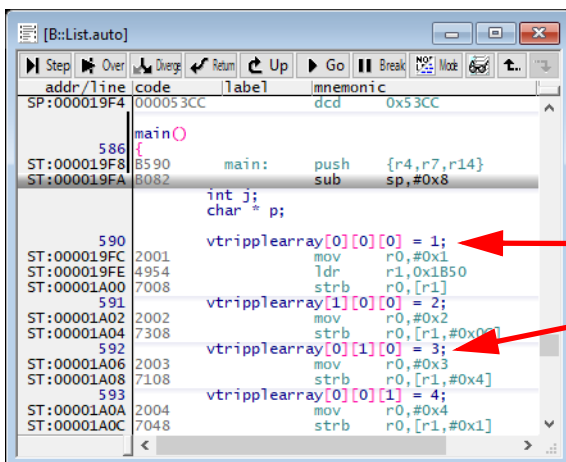 [B::List.auto]
Step Over Diverge Return Up Go Break Mode t..
addr/line code label mnemonic
SP:000019F4 000053CC dcd 0x53CC
main()
586 {
ST:000019F8 B590 main: push {r4,r7,r14}
ST:000019FA B082 sub sp,#0x8
int j;
char * p;
590 vtripplearray[0][0][0] = 1;
ST:000019FC 2001 mov r0,#0x1
ST:000019FE 4954 ldr r1,0x1B50
ST:00001A00 7008 strb r0,[r1]
591 vtripplearray[1][0][0] = 2;
ST:00001A02 2002 mov r0,#0x2
ST:00001A04 7308 strb r0,[r1,#0x0C]
592 vtripplearray[0][1][0] = 3;
ST:00001A06 2003 mov r0,#0x3
ST:00001A08 7108 strb r0,[r1,#0x4]
593 vtripplearray[0][0][1] = 4;
ST:00001A0A 2004 mov r0,#0x4
ST:00001A0C 7048 strb r0,[r1,#0x1]